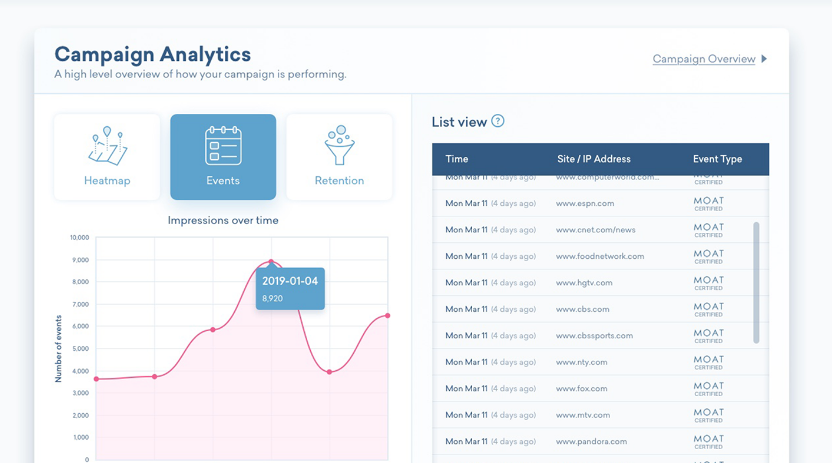 Campaign Analytics
A high level overview of how your campaign is performing.
Campaign Overview
Heatmap
Events
Retention
Impressions over time
Number of events
10,000
9,000
8,000
7,000
6,000
5,000
4,000
3,000
2,000
1,000
0
2019-01-04
8,920
List view ?
Time Site / IP Address Event Type
Mon Mar 11 (4 days ago) www.computerworld.com... MOAT CERTIFIED
Mon Mar 11 (4 days ago) www.espn.com MOAT CERTIFIED
Mon Mar 11 (4 days ago) www.cnet.com/news MOAT CERTIFIED
Mon Mar 11 (4 days ago) www.foodnetwork.com MOAT CERTIFIED
Mon Mar 11 (4 days ago) www.hgtv.com MOAT CERTIFIED
Mon Mar 11 (4 days ago) www.cbs.com MOAT CERTIFIED
Mon Mar 11 (4 days ago) www.cbssports.com MOAT CERTIFIED
Mon Mar 11 (4 days ago) www.nty.com MOAT CERTIFIED
Mon Mar 11 (4 days ago) www.fox.com MOAT CERTIFIED
Mon Mar 11 (4 days ago) www.mtv.com MOAT CERTIFIED
Mon Mar 11 (4 days ago) www.pandora.com MOAT CERTIFIED